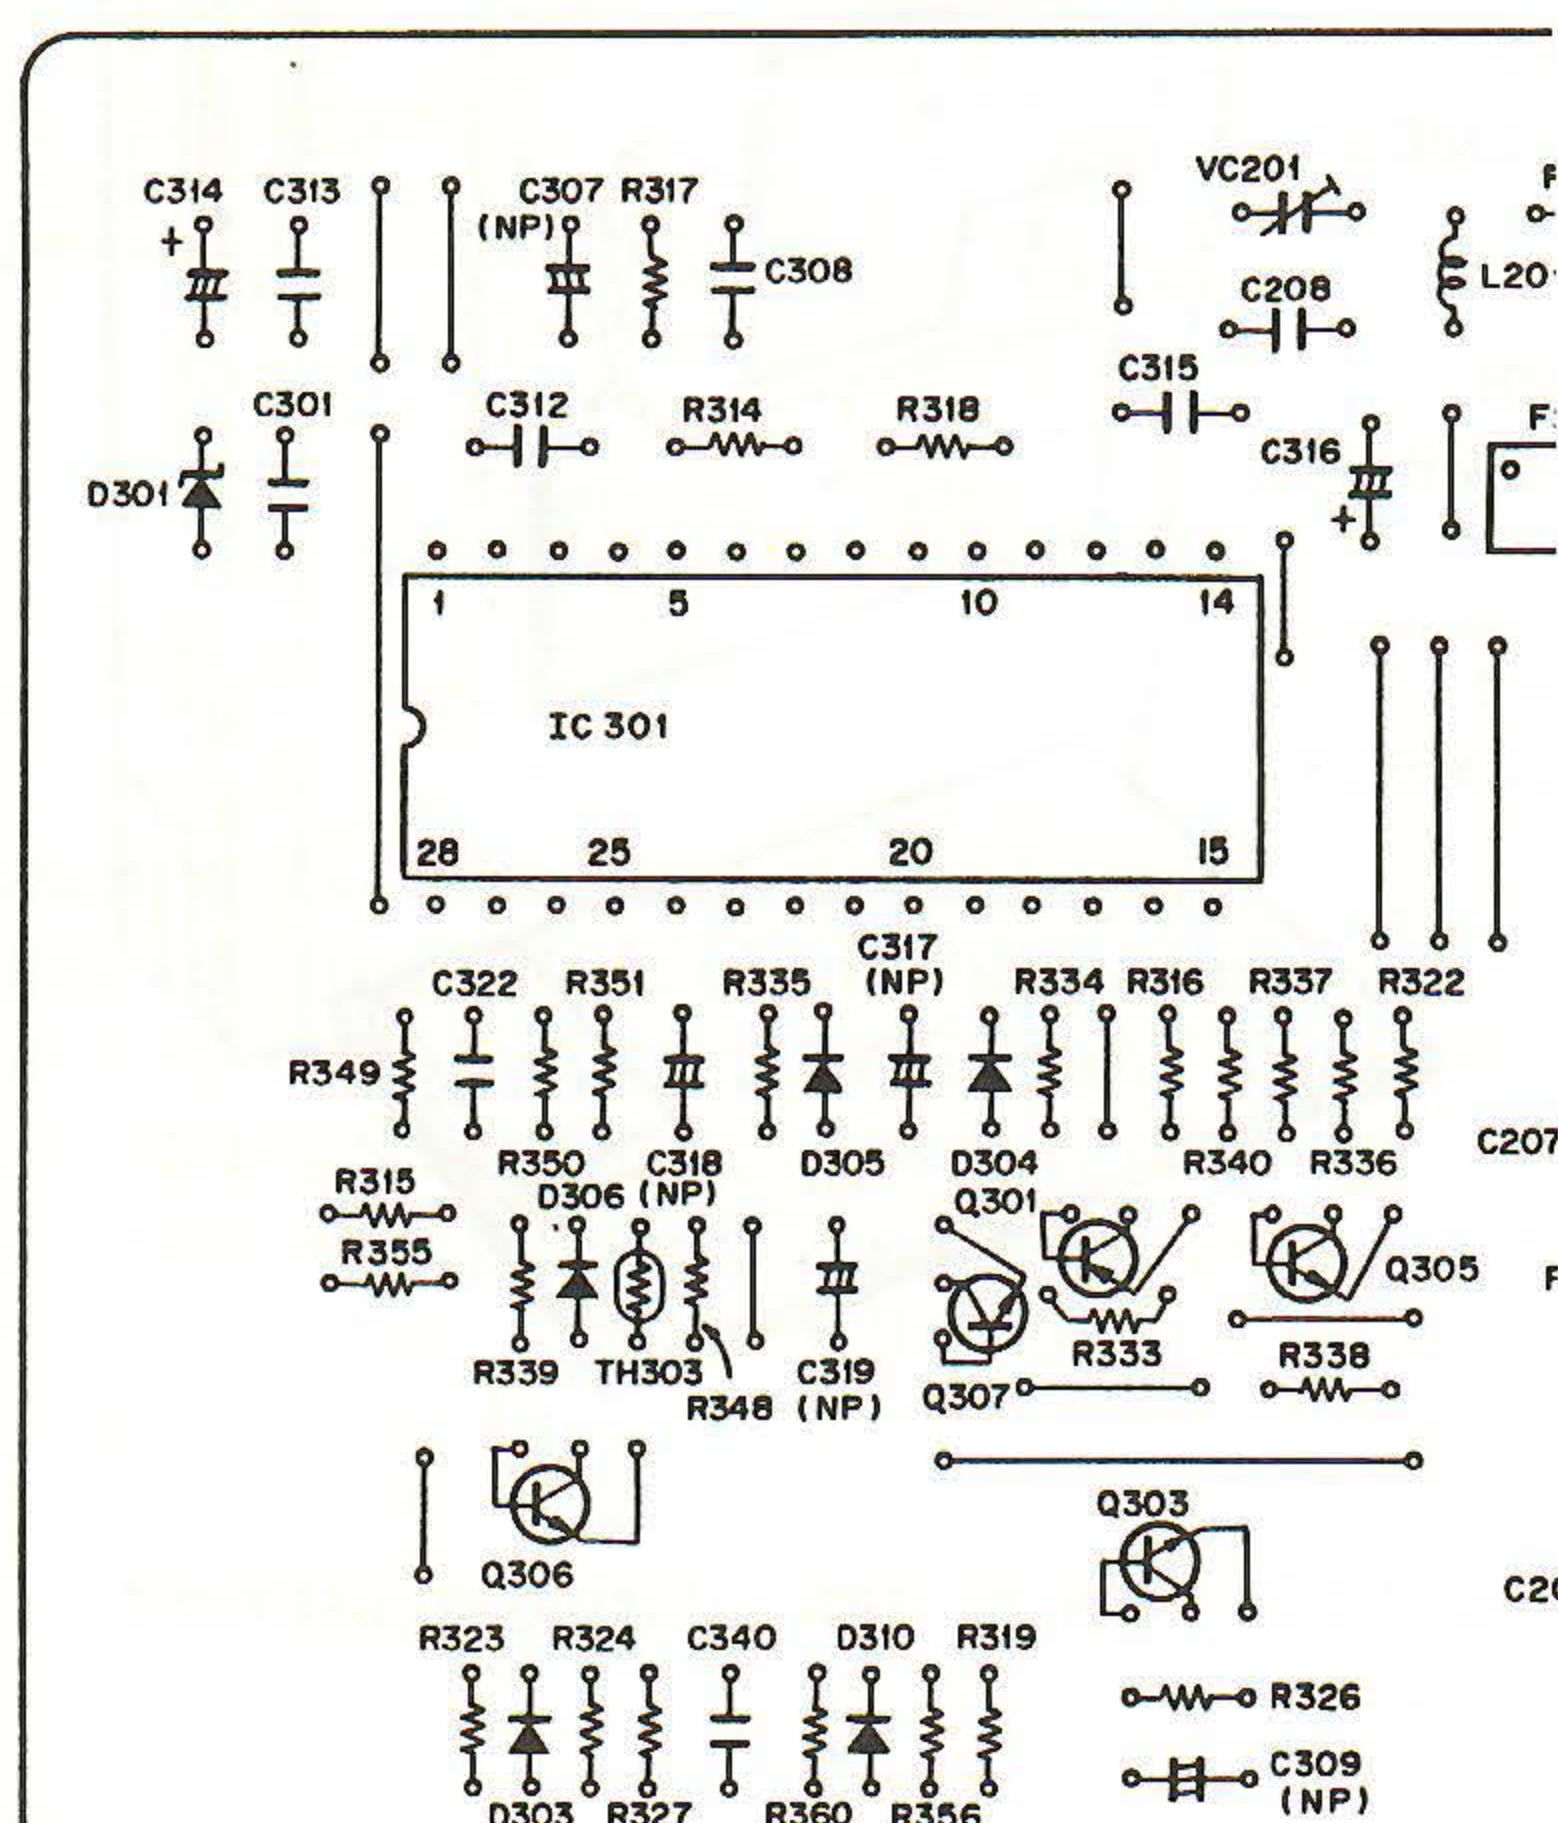 VC201
C314 C313 C307 R317
+ (NP)
C308
L20
C208
C315
C301 C312 R314 R318
C316
D301
+
1 5 10 14
IC 301
28 25 20 15
C317
C322 R351 R335 (NP) R334 R316 R337 R322
R349
C207
R350 C318 D305 D304 R340 R336
R315 D306 (NP) Q301
R355
Q305
R333 R338
R339 TH303 C319
Q307
R348 (NP)
Q303
Q306
C20
R323 R324 C340 D310 R319
R326
C309
(NP)
D303 R327 R360 R356